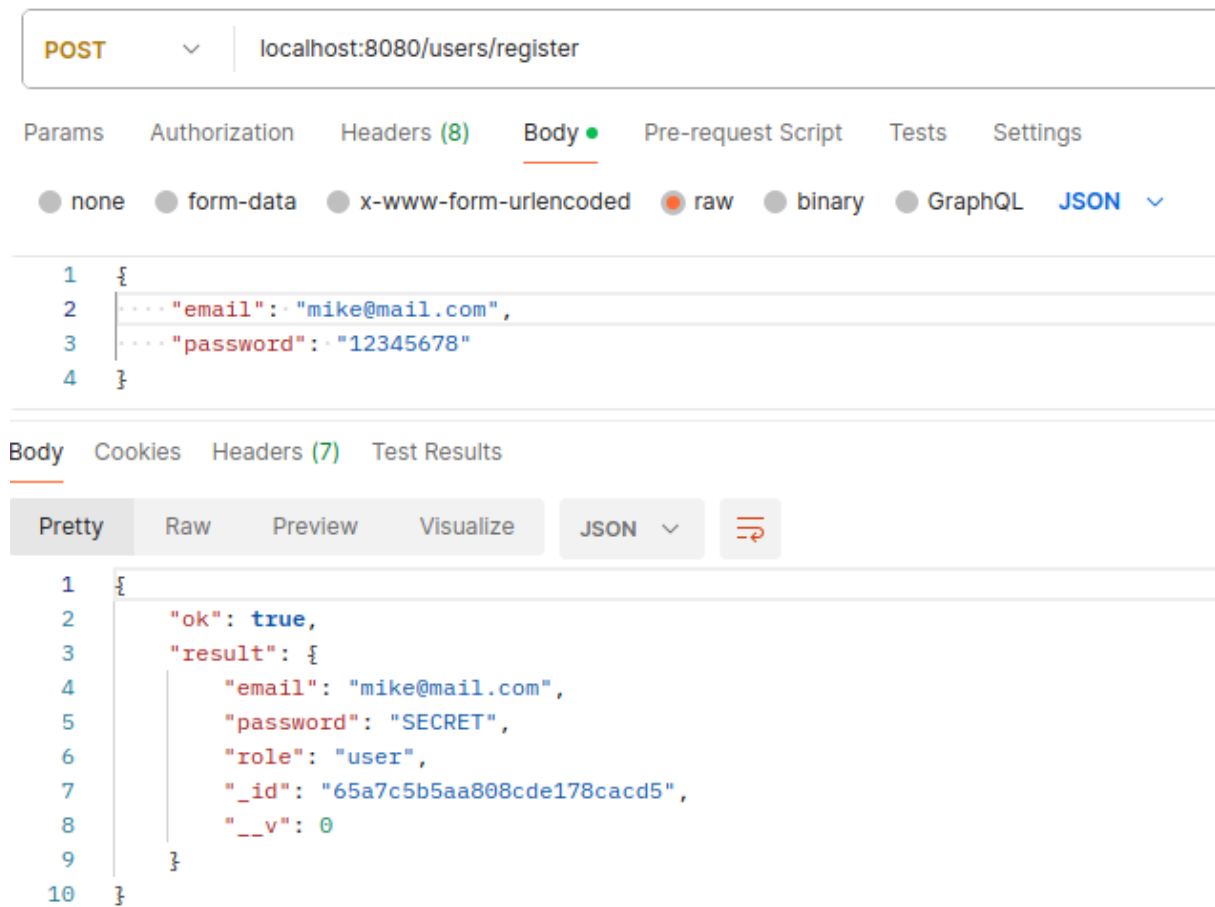 POST localhost:8080/users/register
Params Authorization Headers (8) Body Pre-request Script Tests Settings
none form-data x-www-form-urlencoded raw binary GraphQL JSON
1 {
2 "email": "mike@mail.com",
3 "password": "12345678"
4 }
Body Cookies Headers (7) Test Results
Pretty Raw Preview Visualize JSON
1 {
2 "ok": true,
3 "result": {
4 "email": "mike@mail.com",
5 "password": "SECRET",
6 "role": "user",
7 "_id": "65a7c5b5aa808cde178cacd5",
8 "__v": 0
9 }
10 }